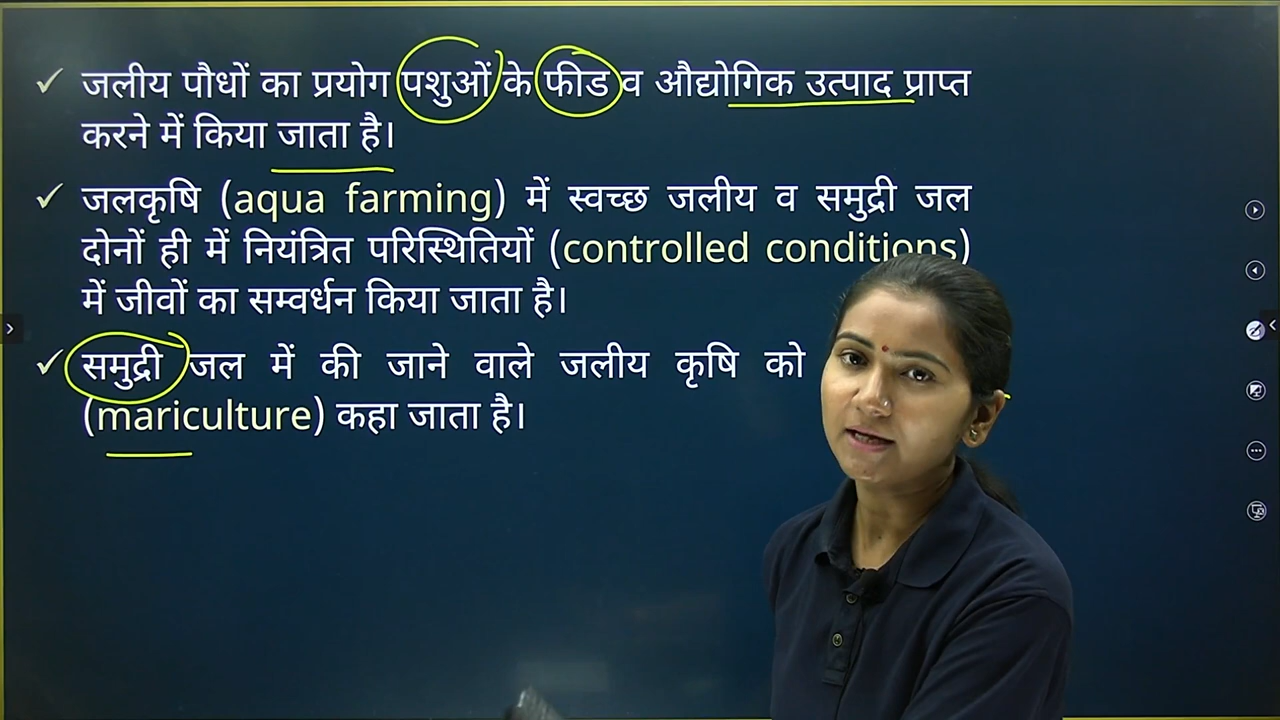 जलीय पौधों का प्रयोग पशुओं के फीड व औद्योगिक उत्पाद प्राप्त
करने में किया जाता है।
जलकृषि (aqua farming) में स्वच्छ जलीय व समुद्री जल
दोनों ही में नियंत्रित परिस्थितियों (controlled conditions)
में जीवों का सम्वर्धन किया जाता है।
समुद्री जल में की जाने वाले जलीय कृषि को
(mariculture) कहा जाता है।